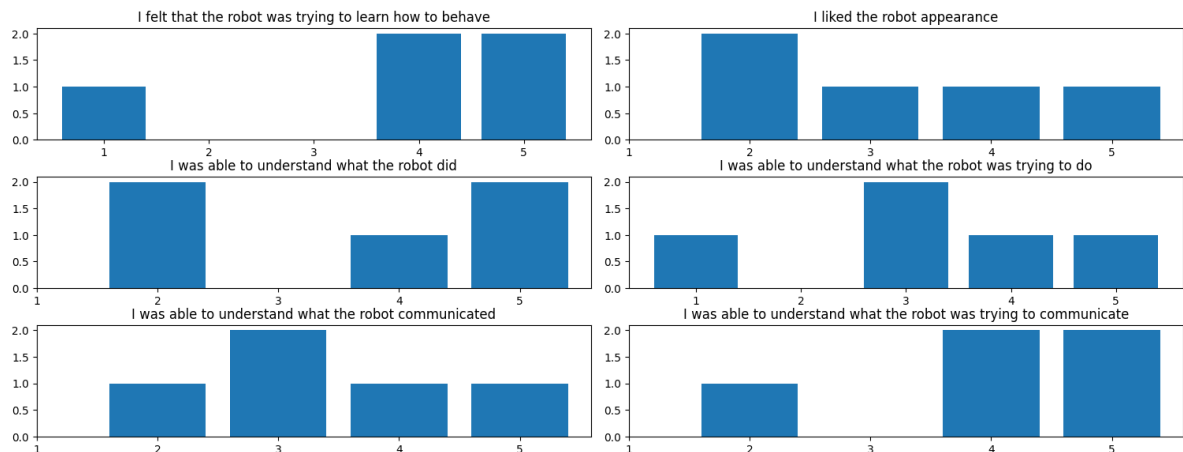 I felt that the robot was trying to learn how to behave
2.0
1.5
1.0
0.5
0.0
1 2 3 4 5
I liked the robot appearance
2.0
1.5
1.0
0.5
0.0
1 2 3 4 5
I was able to understand what the robot did
2.0
1.5
1.0
0.5
0.0
1 2 3 4 5
I was able to understand what the robot was trying to do
2.0
1.5
1.0
0.5
0.0
1 2 3 4 5
I was able to understand what the robot communicated
2.0
1.5
1.0
0.5
0.0
1 2 3 4 5
I was able to understand what the robot was trying to communicate
2.0
1.5
1.0
0.5
0.0
1 2 3 4 5